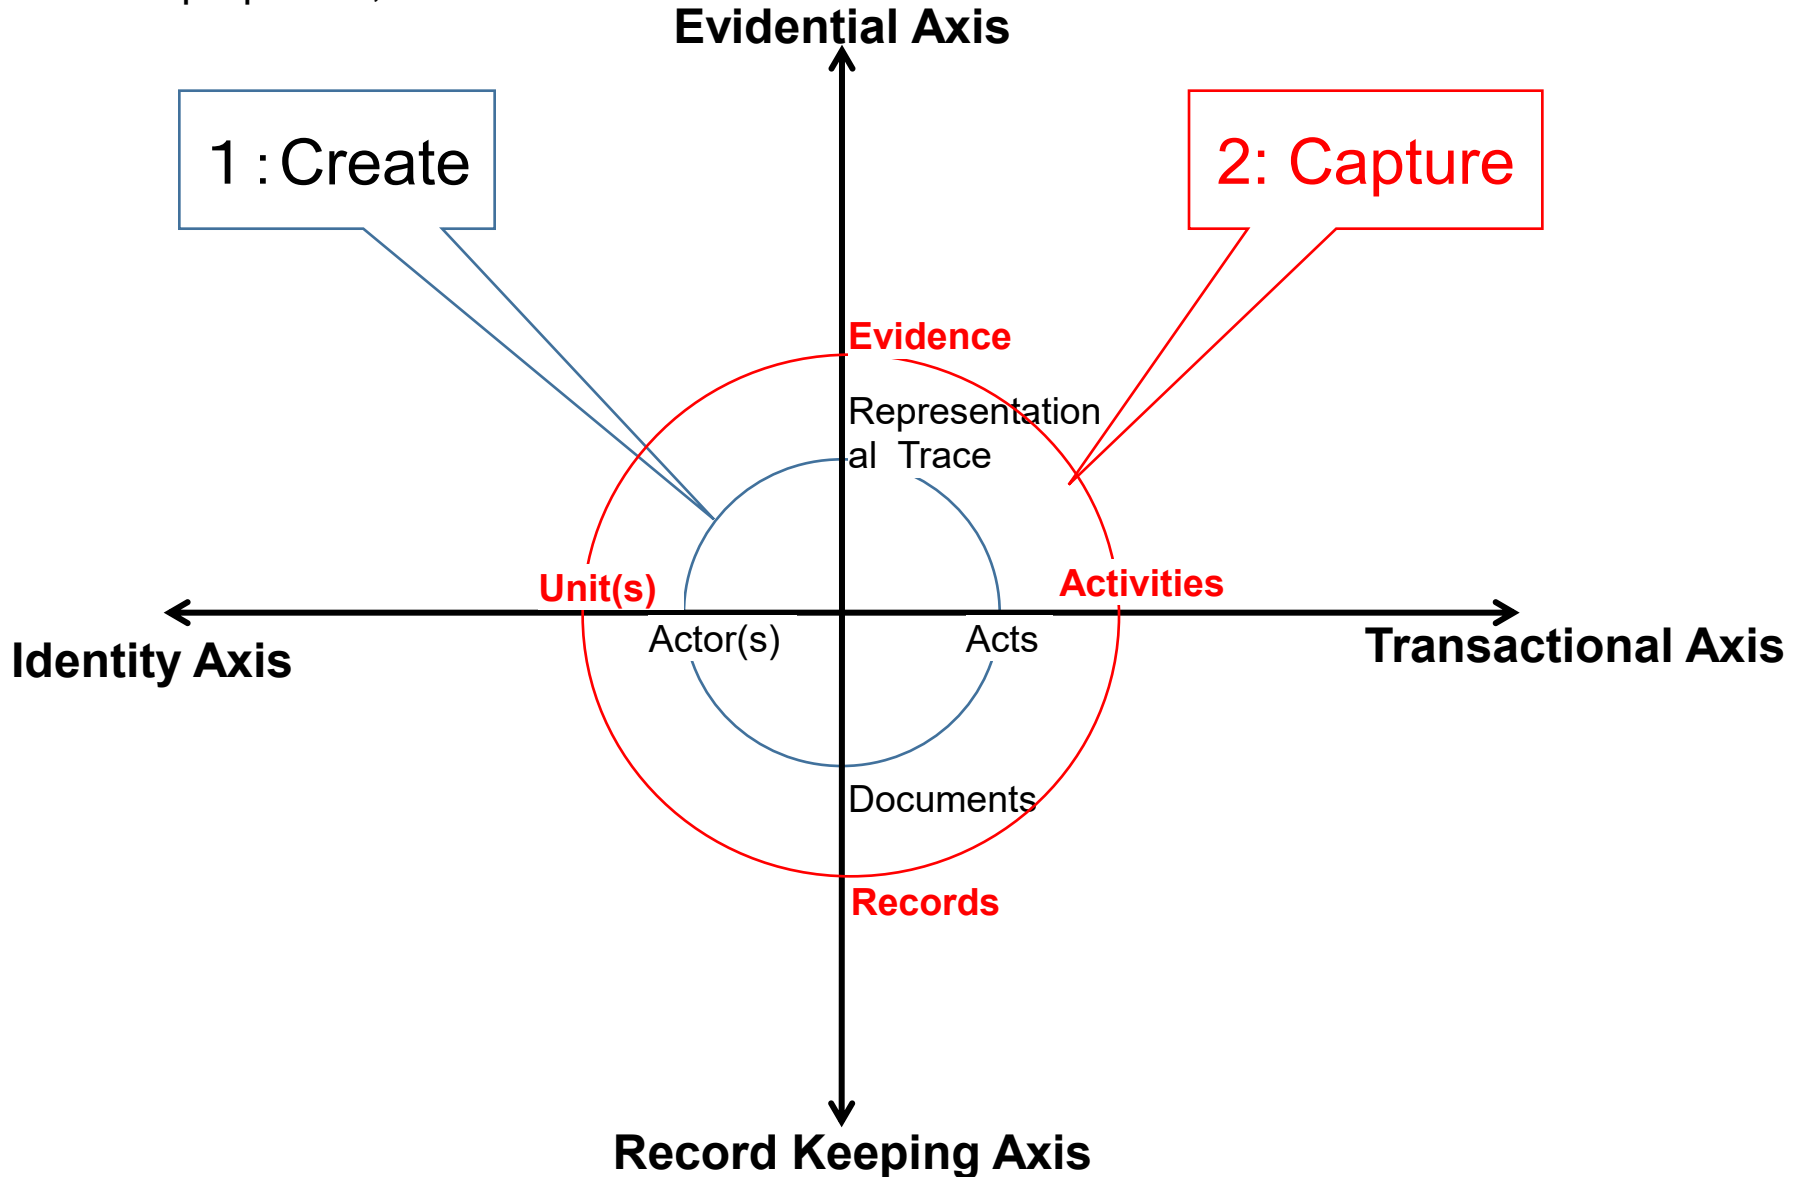 Evidential Axis
1：Create
2: Capture
Evidence
Representation
al Trace
Unit(s)
Activities
Actor(s)
Acts
Identity Axis
Transactional Axis
Documents
Records
Record Keeping Axis